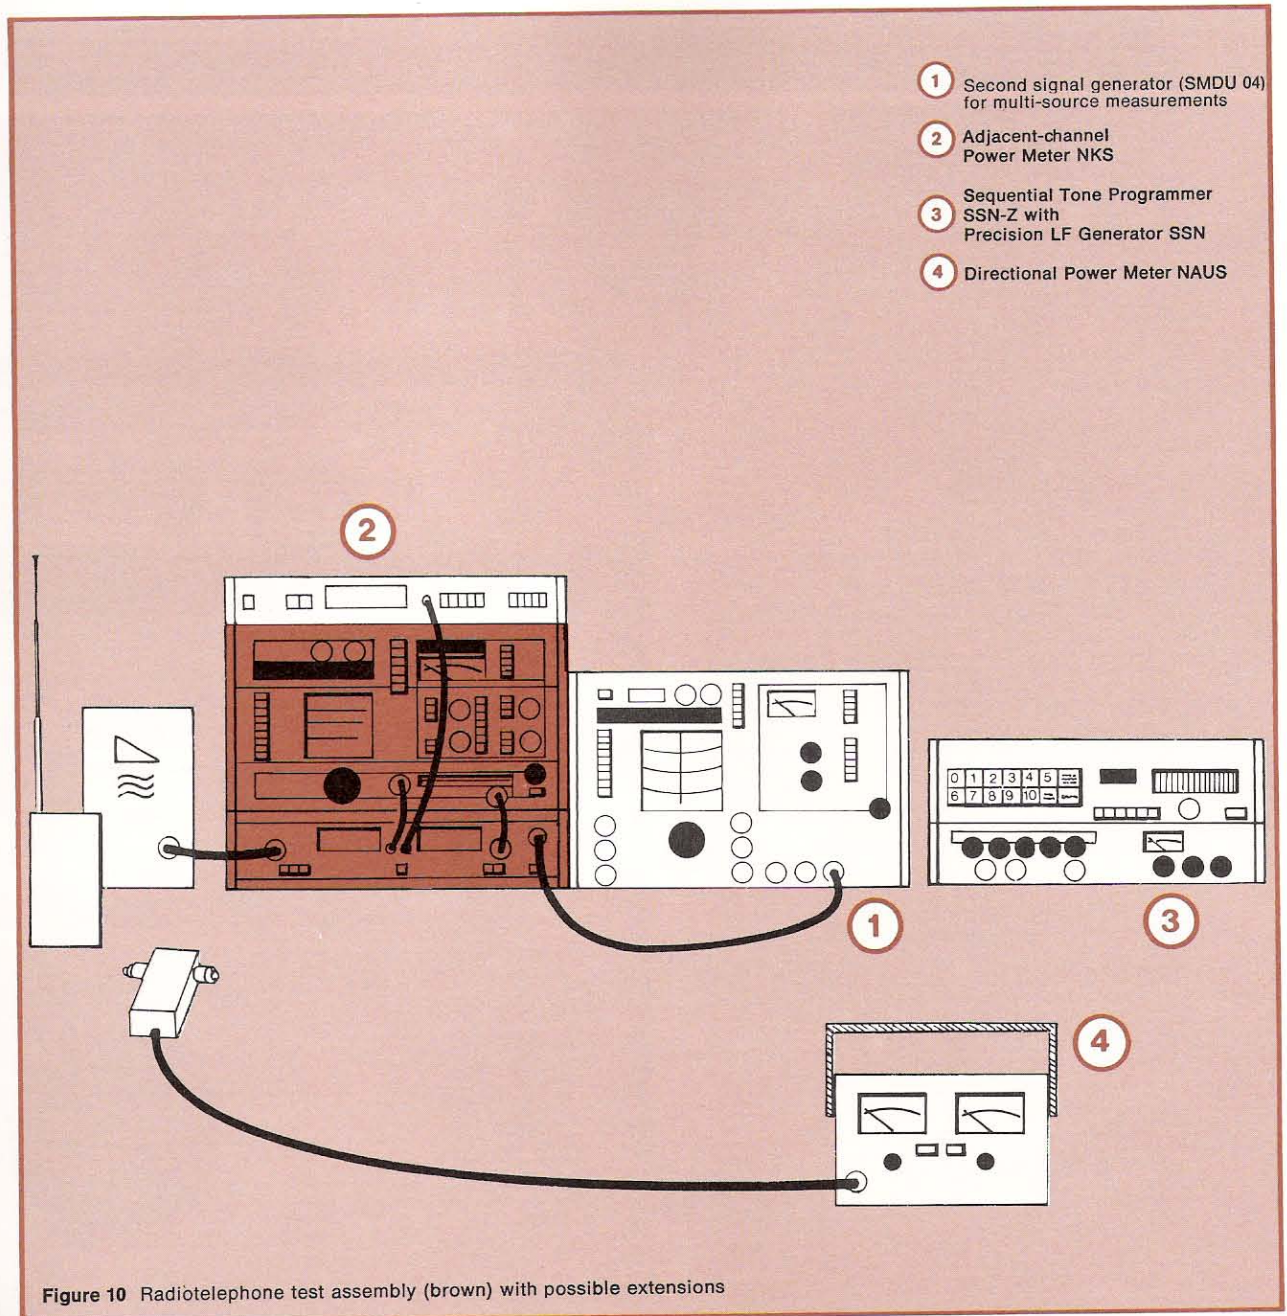 1 Second signal generator (SMDU 04)
for multi-source measurements
2 Adjacent-channel
Power Meter NKS
3 Sequential Tone Programmer
SSN-Z with
Precision LF Generator SSN
4 Directional Power Meter NAUS
2
0 1 2 3 4 5
6 7 8 9 10
1
3
4
Figure 10 Radiotelephone test assembly (brown) with possible extensions